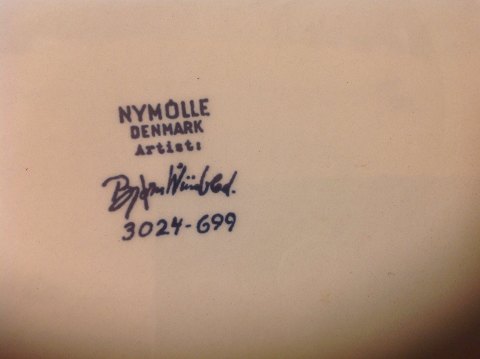 NYMÖLLE
DENMARK
Artist:
Bjørn Wiinblad.
3024-699